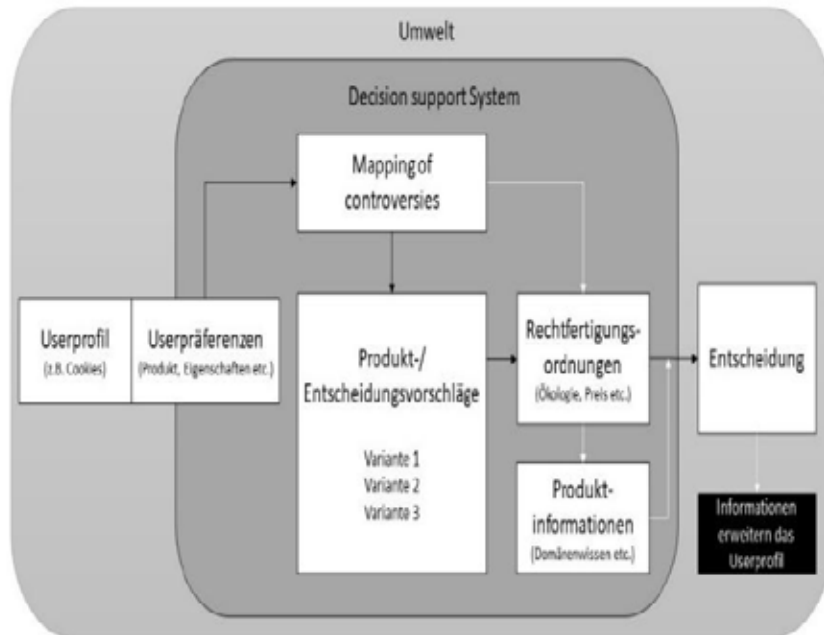 Umwelt
Decision support System
Mapping of
controversies
Userprofil
(z.B. Cookies)
Userpräferenzen
(Produkt, Eigenschaften etc.)
Produkt-/
Entscheidungsvorschläge
Variante 1
Variante 2
Variante 3
Rechtfertigungs-
ordnungen
(Ökologie, Preis etc.)
Produkt-
informationen
(Domänenwissen etc.)
Entscheidung
Informationen
erweitern das
Userprofil